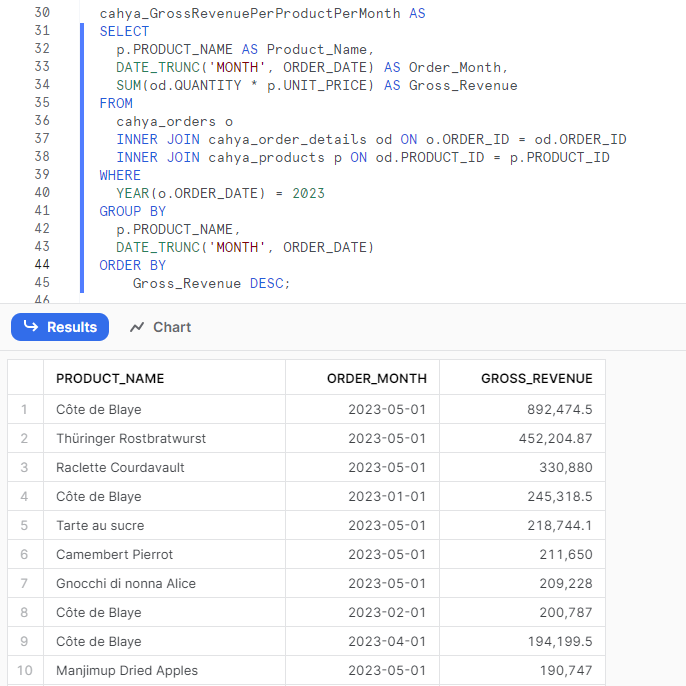 30 cahya_GrossRevenuePerProductPerMonth AS
31 SELECT
32 p.PRODUCT_NAME AS Product_Name,
33 DATE_TRUNC('MONTH', ORDER_DATE) AS Order_Month,
34 SUM(od.QUANTITY * p.UNIT_PRICE) AS Gross_Revenue
35 FROM
36 cahya_orders o
37 INNER JOIN cahya_order_details od ON o.ORDER_ID = od.ORDER_ID
38 INNER JOIN cahya_products p ON od.PRODUCT_ID = p.PRODUCT_ID
39 WHERE
40 YEAR(o.ORDER_DATE) = 2023
41 GROUP BY
42 p.PRODUCT_NAME,
43 DATE_TRUNC('MONTH', ORDER_DATE)
44 ORDER BY
45 Gross_Revenue DESC;
46
Results Chart
PRODUCT_NAME ORDER_MONTH GROSS_REVENUE
1 Côte de Blaye 2023-05-01 892,474.5
2 Thüringer Rostbratwurst 2023-05-01 452,204.87
3 Raclette Courdavault 2023-05-01 330,880
4 Côte de Blaye 2023-01-01 245,318.5
5 Tarte au sucre 2023-05-01 218,744.1
6 Camembert Pierrot 2023-05-01 211,650
7 Gnocchi di nonna Alice 2023-05-01 209,228
8 Côte de Blaye 2023-02-01 200,787
9 Côte de Blaye 2023-04-01 194,199.5
10 Manjimup Dried Apples 2023-05-01 190,747